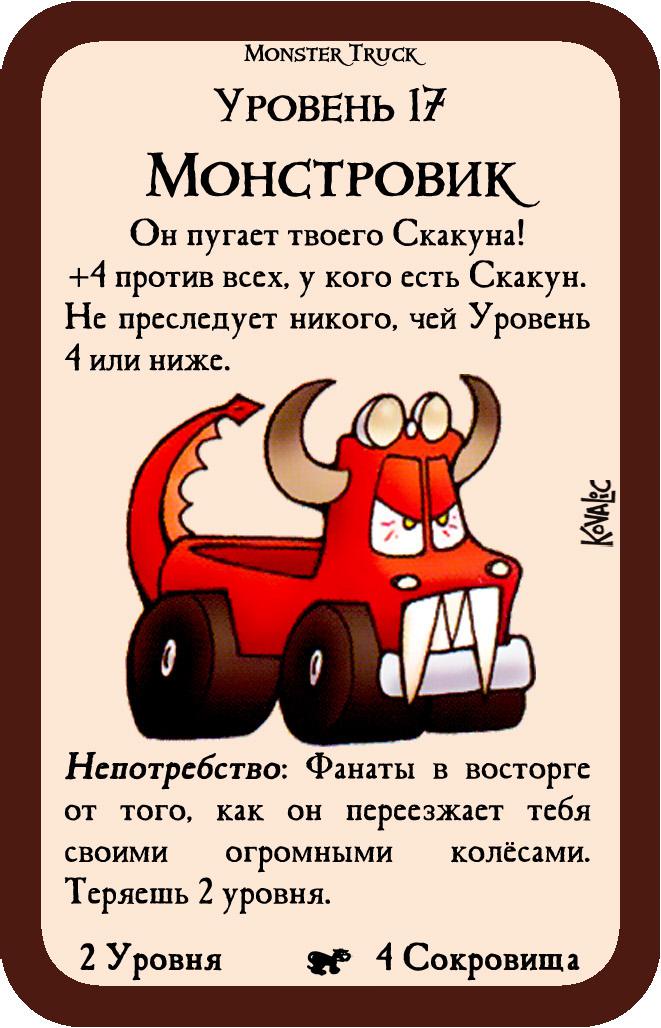 Monster Truck
Уровень 17
Монстровик
Он пугает твоего Скакуна!
+4 против всех, у кого есть Скакун.
Не преследует никого, чей Уровень
4 или ниже.
Kovalic
Непотребство: Фанаты в восторге
от того, как он переезжает тебя
своими огромными колёсами.
Теряешь 2 уровня.
2 Уровня 4 Сокровища